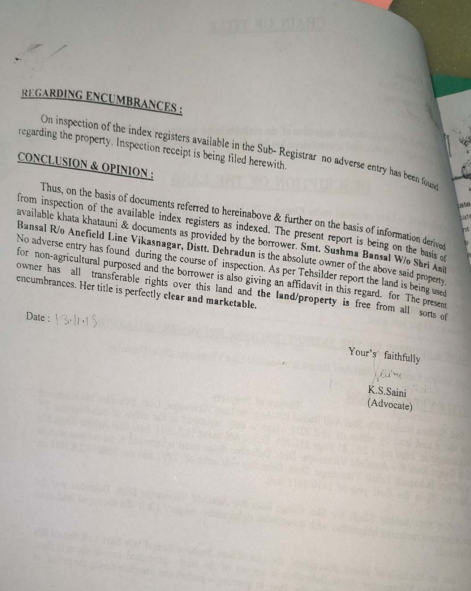 REGARDING ENCUMBRANCES :
On inspection of the index registers available in the Sub- Registrar no adverse entry has been found
regarding the property. Inspection receipt is being filed herewith.
CONCLUSION & OPINION :
Thus, on the basis of documents referred to hereinabove & further on the basis of information derived
from inspection of the available index registers as indexed. The present report is being on the basis of
available khata khatauni & documents as provided by the borrower. Smt. Sushma Bansal W/o Shri Anil
Bansal R/o Anefield Line Vikasnagar, Distt. Dehradun is the absolute owner of the above said property.
No adverse entry has found during the course of inspection. As per Tehsilder report the land is being used
for non-agricultural purposed and the borrower is also giving an affidavit in this regard. for The present
owner has all transferable rights over this land and the land/property is free from all sorts of
encumbrances. Her title is perfectly clear and marketable.
Date :
Your's faithfully
K.S.Saini
(Advocate)